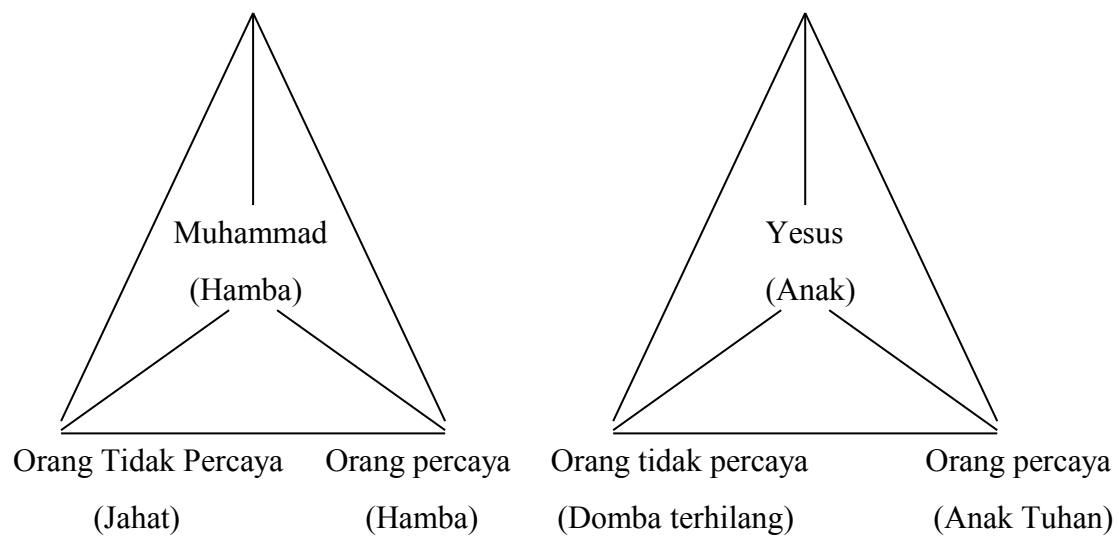 Muhammad
(Hamba)
Yesus
(Anak)
Orang Tidak Percaya
(Jahat)
Orang percaya
(Hamba)
Orang tidak percaya
(Domba terhilang)
Orang percaya
(Anak Tuhan)